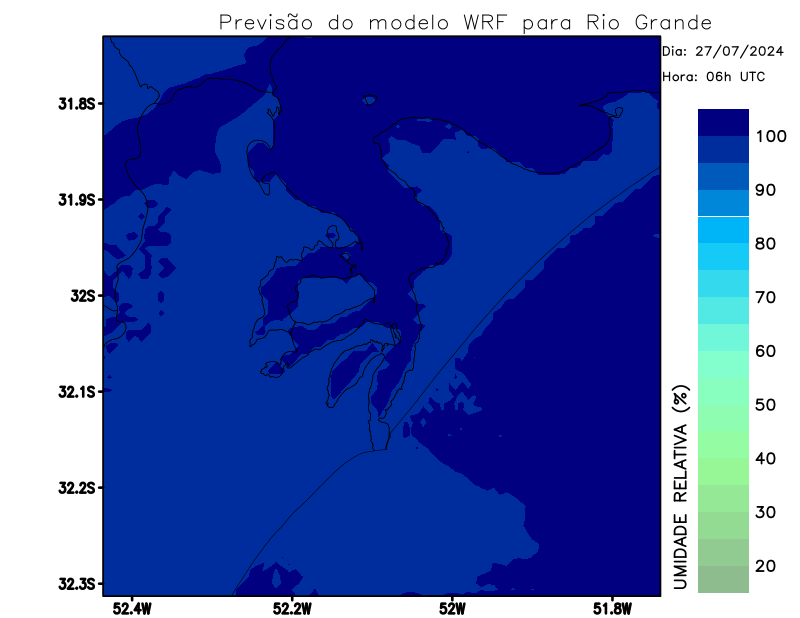 Previsão do modelo WRF para Rio Grande
Dia: 27/07/2024
Hora: 06h UTC
31.8S
31.9S
32S
32.1S
32.2S
32.3S
52.4W
52.2W
52W
51.8W
100
90
80
70
60
50
40
30
20
UMIDADE RELATIVA (%)